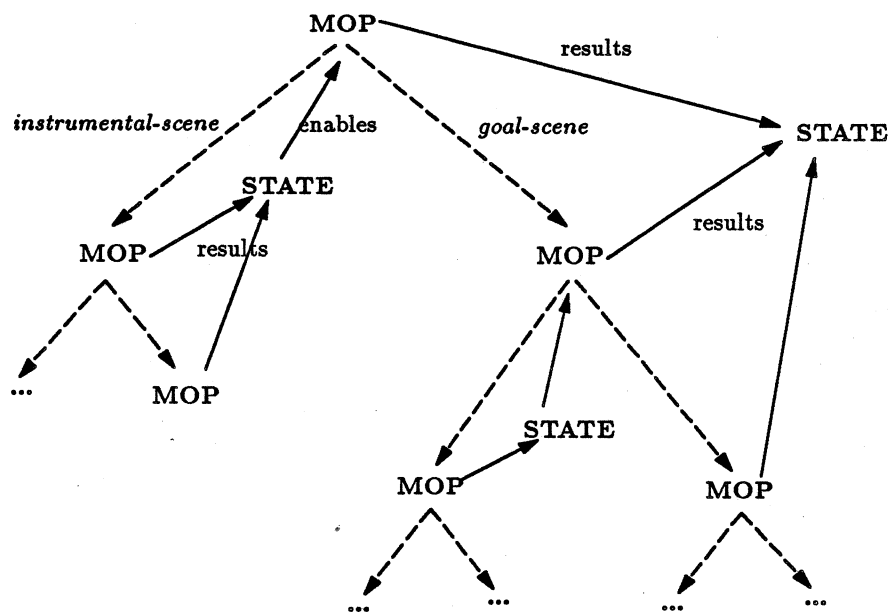 MOP
results
instrumental-scene
enables
goal-scene
STATE
STATE
MOP
results
MOP
results
...
MOP
STATE
MOP
MOP
...
...
...
...